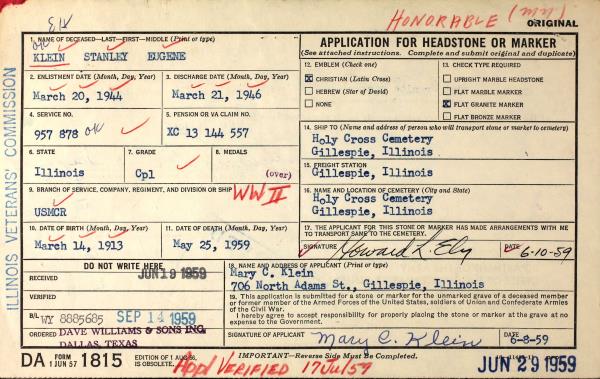 HONORABLE (mn)
ORIGINAL
ILLINOIS VETERANS' COMMISSION
1. NAME OF DECEASED—LAST—FIRST—MIDDLE (Print or type)
OK
KLEIN STANLEY EUGENE
2. ENLISTMENT DATE (Month, Day, Year)
March 20, 1944
3. DISCHARGE DATE (Month, Day, Year)
March 21, 1946
4. SERVICE NO.
957 878 OK
5. PENSION OR VA CLAIM NO.
XC 13 144 557
6. STATE
Illinois
7. GRADE
Cpl
8. MEDALS
(over)
9. BRANCH OF SERVICE, COMPANY, REGIMENT, AND DIVISION OR SHIP
WW II
USMCR
10. DATE OF BIRTH (Month, Day, Year)
March 14, 1913
11. DATE OF DEATH (Month, Day, Year)
May 25, 1959
DO NOT WRITE HERE
RECEIVED JUN 19 1959
VERIFIED
B/L WY 8885685 SEP 14 1959
ORDERED DAVE WILLIAMS & SONS INC.
DALLAS, TEXAS
APPLICATION FOR HEADSTONE OR MARKER
(See attached instructions. Complete and submit original and duplicate)
12. EMBLEM (Check one)
CHRISTIAN (Latin Cross)
HEBREW (Star of David)
NONE
13. CHECK TYPE REQUIRED
UPRIGHT MARBLE HEADSTONE
FLAT MARBLE MARKER
FLAT GRANITE MARKER
FLAT BRONZE MARKER
14. SHIP TO (Name and address of person who will transport stone or marker to cemetery)
Holy Cross Cemetery
Gillespie, Illinois
15. FREIGHT STATION
Gillespie, Illinois
16. NAME AND LOCATION OF CEMETERY (City and State)
Holy Cross Cemetery
Gillespie, Illinois
17. THE APPLICANT FOR THIS STONE OR MARKER HAS MADE ARRANGEMENTS WITH ME TO TRANSPORT SAME TO THE CEMETERY.
SIGNATURE Howard L. Ely DATE 6-10-59
18. NAME AND ADDRESS OF APPLICANT (Print or type)
Mary C. Klein
706 North Adams St., Gillespie, Illinois
19. This application is submitted for a stone or marker for the unmarked grave of a deceased member or former member of the Armed Forces of the United States, soldiers of Union and Confederate Armies of the Civil War.
I hereby agree to accept responsibility for properly placing the stone or marker at the grave at no expense to the Government.
SIGNATURE OF APPLICANT Mary C. Klein DATE 6-8-59
DA FORM 1 JUN 57 1815
EDITION OF 1 AUG 56, IS OBSOLETE.
IMPORTANT—Reverse Side Must Be Completed.
Appl VERIFIED 17 Jul 59
JUN 29 1959